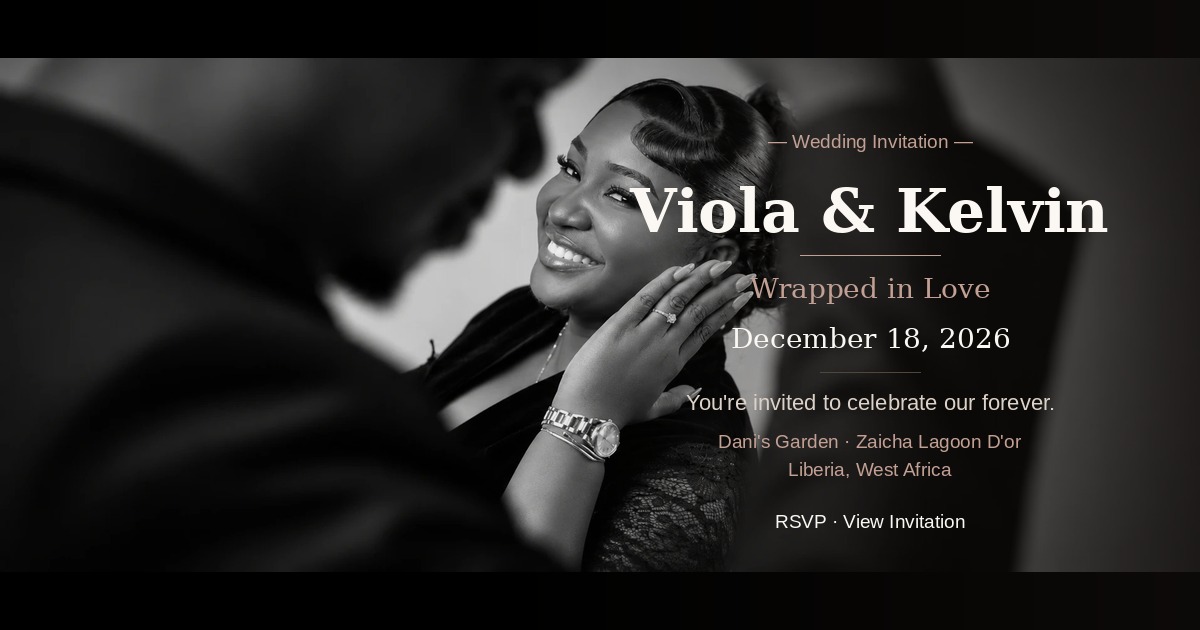 — Wedding Invitation —
Viola & Kelvin
Wrapped in Love
December 18, 2026
You're invited to celebrate our forever.
Dani's Garden · Zaicha Lagoon D'or
Liberia, West Africa
RSVP · View Invitation